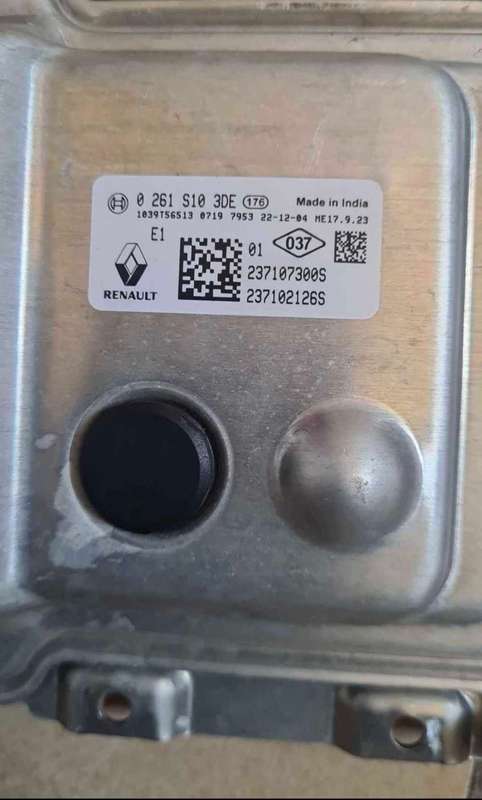 0 261 S10 3DE 176 Made in India
1039T56513 0719 7953 22-12-04 ME17.9.23
E1
01 037
237107300S
RENAULT 237102126S